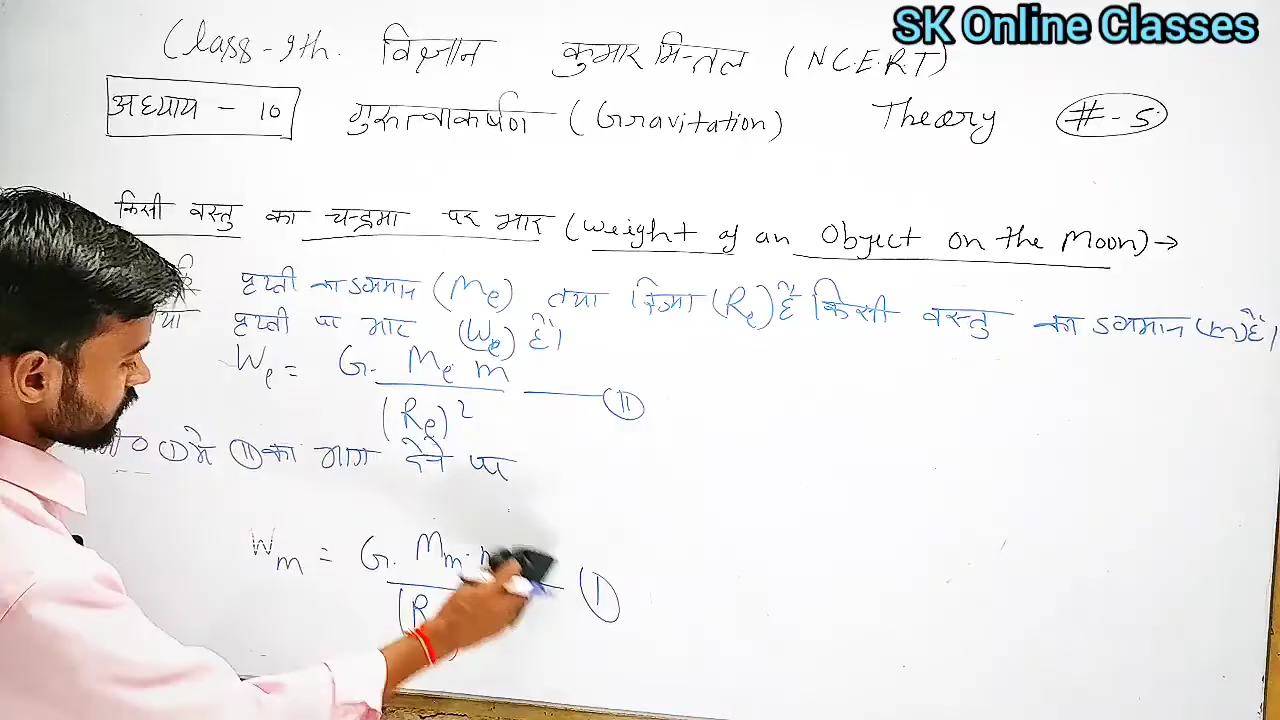 SK Online Classes
Class-9th. विज्ञान कुमार मित्तल (N.C.E.R.T)
अध्याय - 10 गुरुत्वाकर्षण (Gravitation) Theory #-5
किसी वस्तु का चन्द्रमा पर भार (Weight of an Object on the Moon)→
पृथ्वी का द्रव्यमान (Me) तथा त्रिज्या (Re) है किसी वस्तु का द्रव्यमान (m) है।
पृथ्वी पर भार (We) है।
We = G. Me m / (Re)² — II
I में II का भाग देने पर
Wm = G. Mm. I
(R